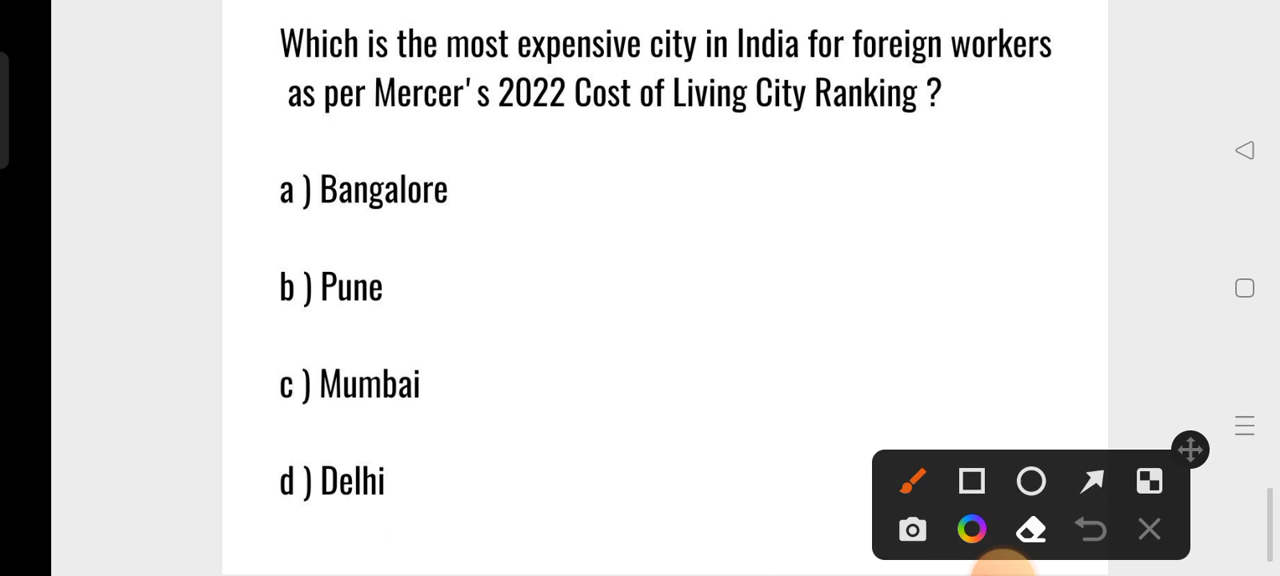 Which is the most expensive city in India for foreign workers
as per Mercer's 2022 Cost of Living City Ranking ?
a ) Bangalore
b ) Pune
c ) Mumbai
d ) Delhi